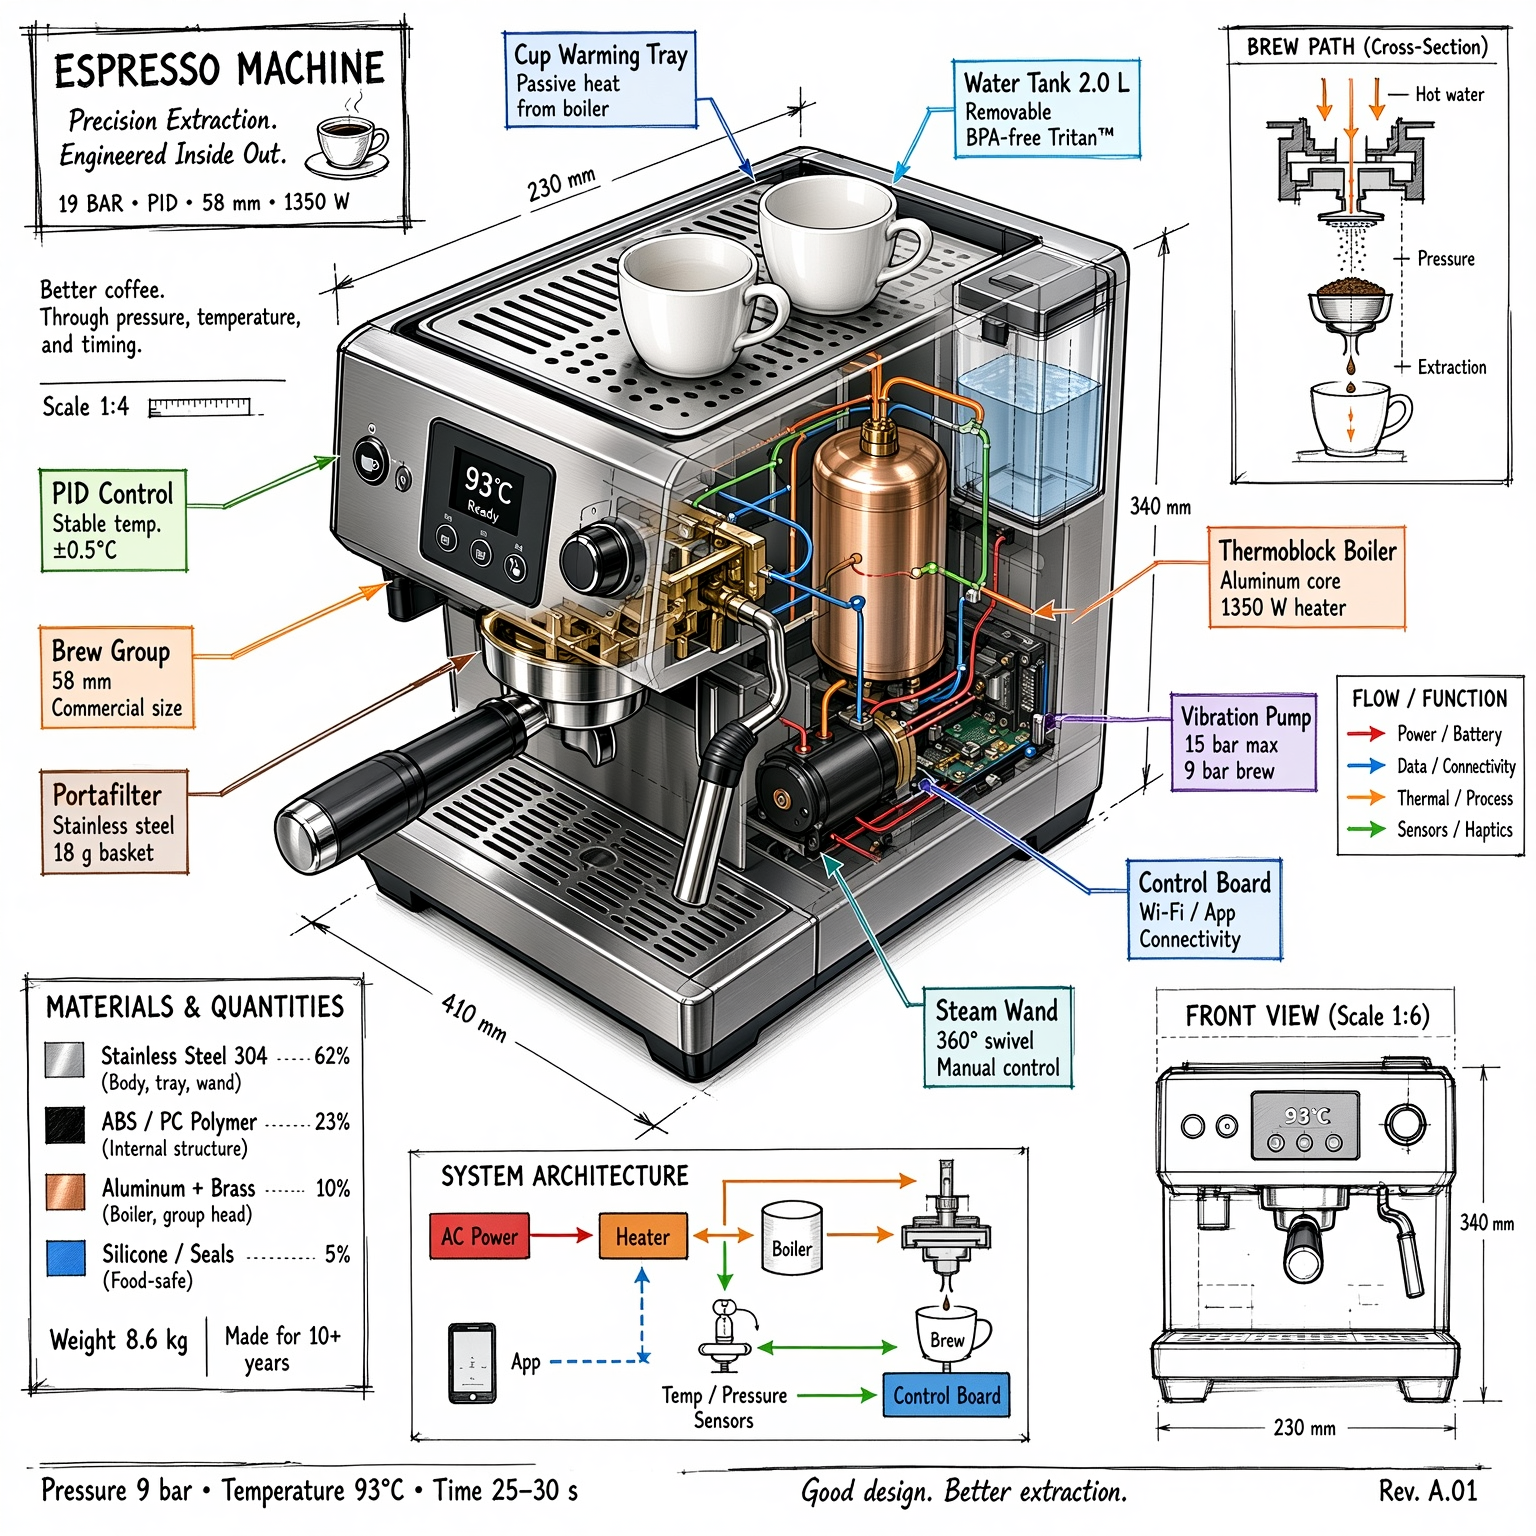 ESPRESSO MACHINE
Precision Extraction.
Engineered Inside Out.
19 BAR • PID • 58 mm • 1350 W
Better coffee.
Through pressure, temperature,
and timing.
Scale 1:4
Cup Warming Tray
Passive heat
from boiler
Water Tank 2.0 L
Removable
BPA-free Tritan™
BREW PATH (Cross-Section)
Hot water
Pressure
Extraction
230 mm
340 mm
410 mm
93°C
Ready
PID Control
Stable temp.
±0.5°C
Brew Group
58 mm
Commercial size
Portafilter
Stainless steel
18 g basket
Thermoblock Boiler
Aluminum core
1350 W heater
Vibration Pump
15 bar max
9 bar brew
FLOW / FUNCTION
Power / Battery
Data / Connectivity
Thermal / Process
Sensors / Haptics
Control Board
Wi-Fi / App
Connectivity
Steam Wand
360° swivel
Manual control
MATERIALS & QUANTITIES
Stainless Steel 304 ----- 62%
(Body, tray, wand)
ABS / PC Polymer ------- 23%
(Internal structure)
Aluminum + Brass ------ 10%
(Boiler, group head)
Silicone / Seals ---------- 5%
(Food-safe)
Weight 8.6 kg
Made for 10+
years
SYSTEM ARCHITECTURE
AC Power
Heater
Boiler
App
Brew
Temp / Pressure
Sensors
Control Board
FRONT VIEW (Scale 1:6)
93°C
340 mm
230 mm
Pressure 9 bar • Temperature 93°C • Time 25–30 s
Good design. Better extraction.
Rev. A.01